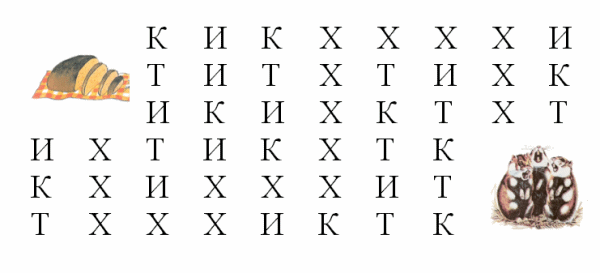 К И К Х Х Х Х И
Т И Т Х Т И Х К
И К И Х К Т Х Т
И Х Т И К Х Т К
К Х И Х Х Х И Т
Т Х Х Х И К Т К